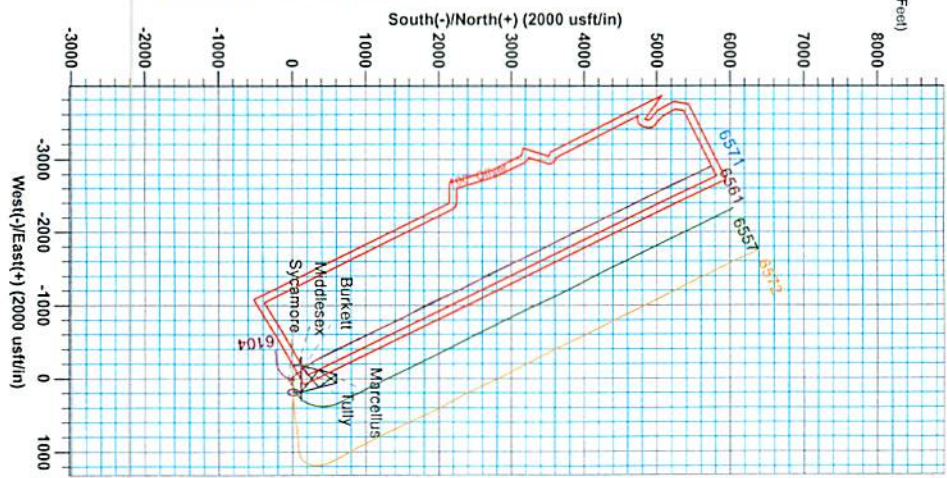 Feet)
South(-)/North(+) (2000 usft/in)
-3000
-2000
-1000
0
1000
2000
3000
4000
5000
6000
7000
8000
-3000
-2000
-1000
0
1000
West(-)/East(+) (2000 usft/in)
6571
6561
6557
6572
6104
Burkett
Middlesex
Sycamore
Marcellus
Tully